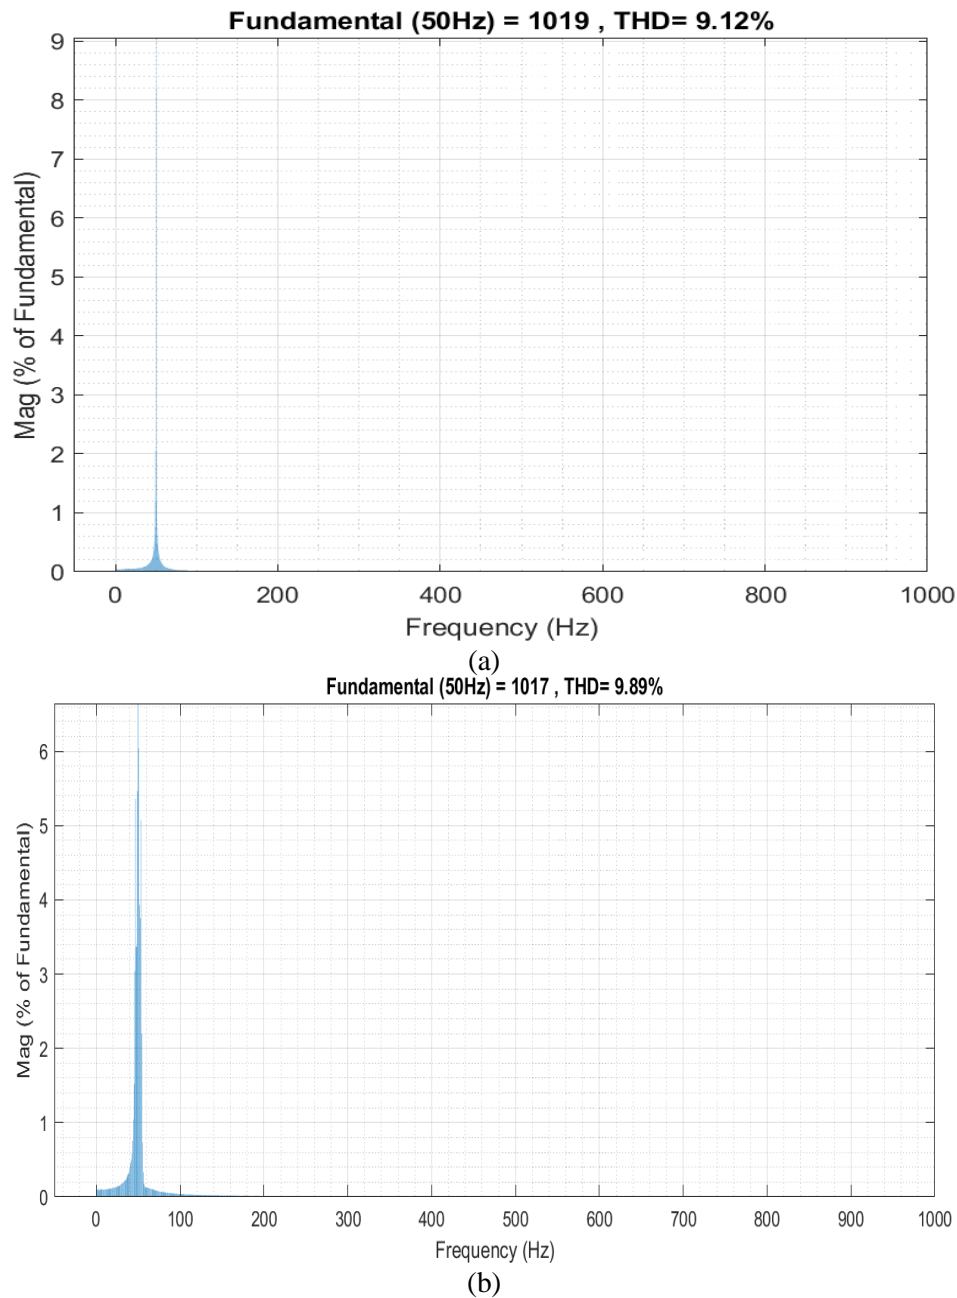 Fundamental (50Hz) = 1019 , THD= 9.12%
9
8
7
6
5
4
3
2
1
0
Mag (% of Fundamental)
0 200 400 600 800 1000
Frequency (Hz)
(a)
Fundamental (50Hz) = 1017 , THD= 9.89%
6
5
4
3
2
1
0
Mag (% of Fundamental)
0 100 200 300 400 500 600 700 800 900 1000
Frequency (Hz)
(b)